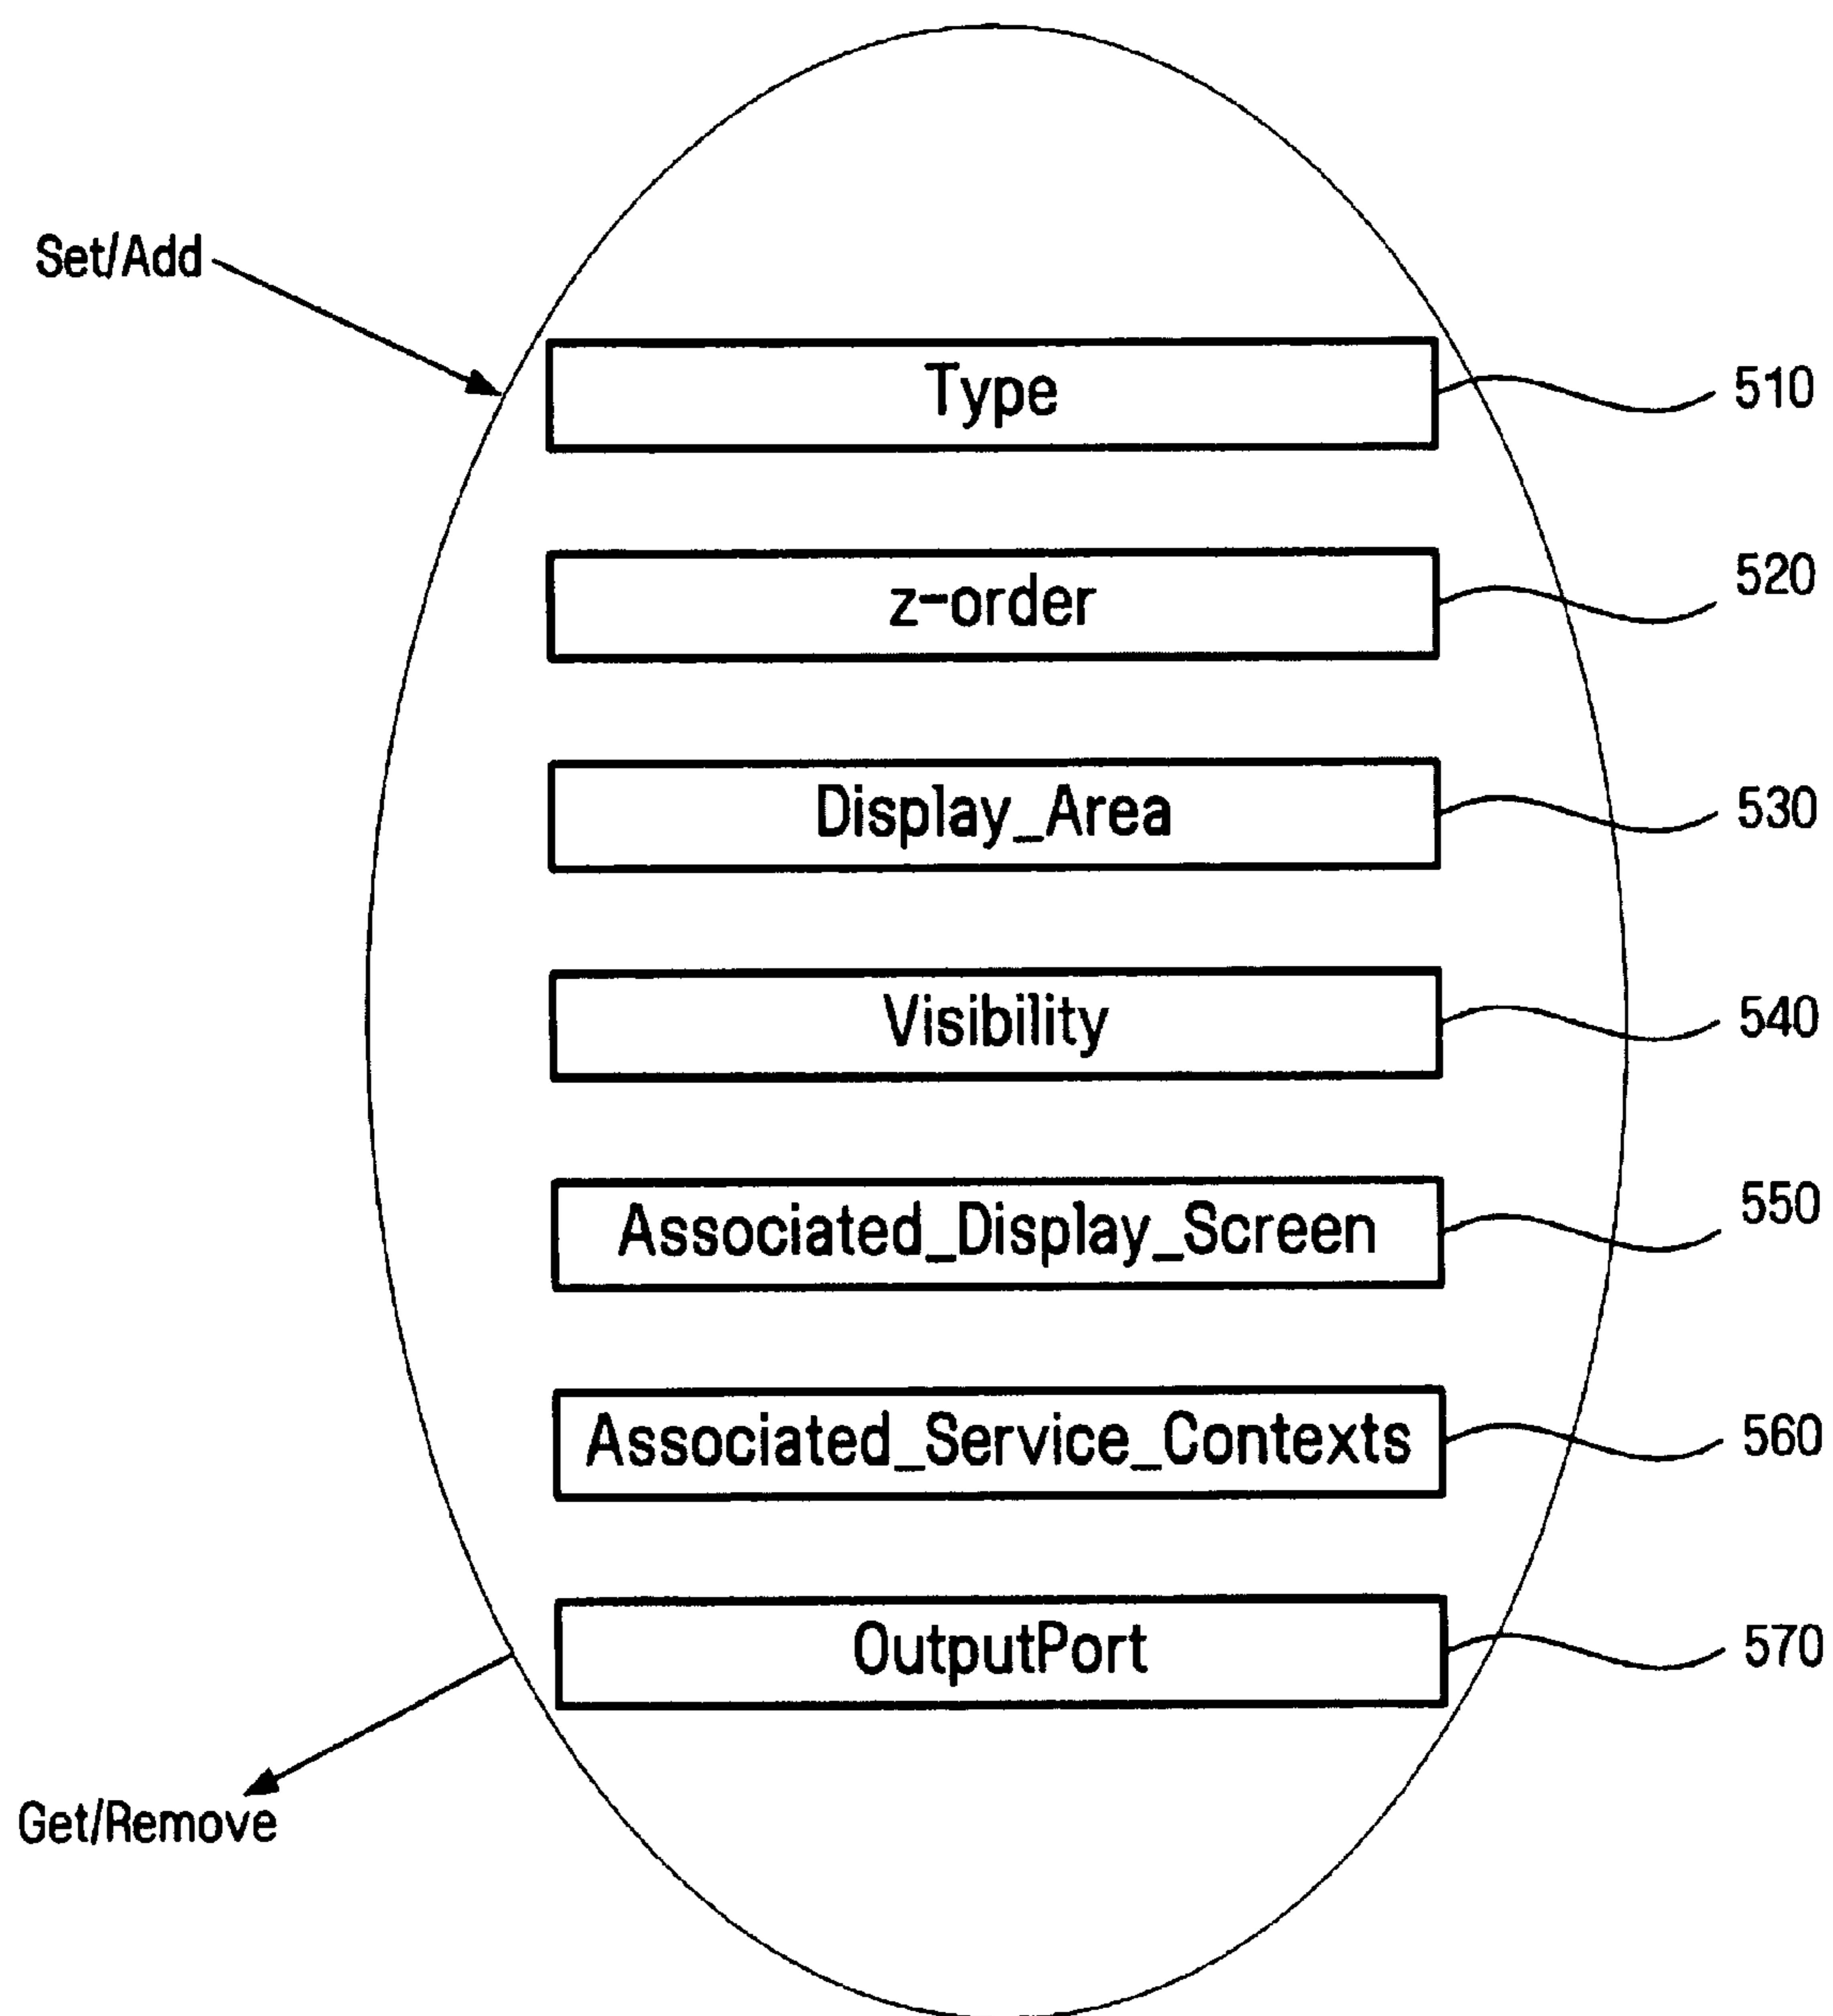 Set/Add
Type
510
z-order
520
Display_Area
530
Visibility
540
Associated_Display_Screen
550
Associated_Service_Contexts
560
OutputPort
570
Get/Remove